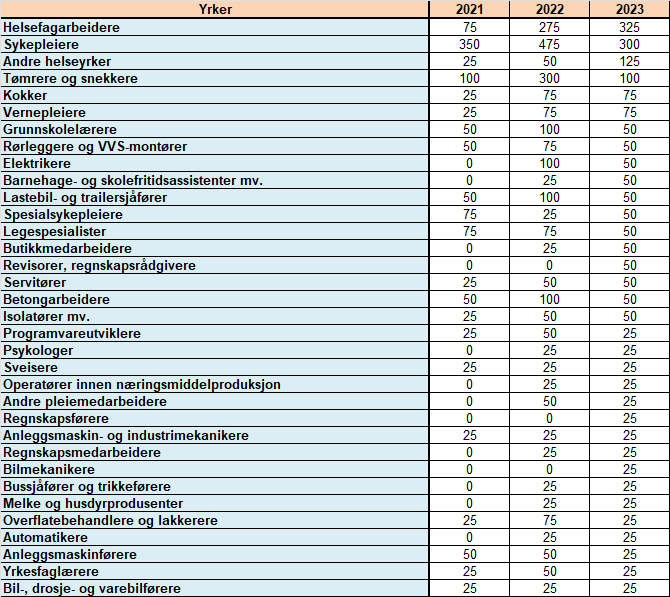 Yrker 2021 2022 2023
Helsefagarbeidere 75 275 325
Sykepleiere 350 475 300
Andre helseyrker 25 50 125
Tømrere og snekkere 100 300 100
Kokker 25 75 75
Vernepleiere 25 75 75
Grunnskolelærere 50 100 50
Rørleggere og VVS-montører 50 75 50
Elektrikere 0 100 50
Barnehage- og skolefritidsassistenter mv. 0 25 50
Lastebil- og trailersjåfører 50 100 50
Spesialsykepleiere 75 25 50
Legespesialister 75 75 50
Butikkmedarbeidere 0 25 50
Revisorer, regnskapsrådgivere 0 0 50
Servitører 25 50 50
Betongarbeidere 50 100 50
Isolatører mv. 25 50 50
Programvareutviklere 25 50 25
Psykologer 0 25 25
Sveisere 25 25 25
Operatører innen næringsmiddelproduksjon 0 25 25
Andre pleiemedarbeidere 0 50 25
Regnskapsførere 0 0 25
Anleggsmaskin- og industrimekanikere 25 25 25
Regnskapsmedarbeidere 0 25 25
Bilmekanikere 0 0 25
Bussjåfører og trikkeførere 0 25 25
Melke og husdyrprodusenter 0 25 25
Overflatebehandlere og lakkerere 25 75 25
Automatikere 0 25 25
Anleggsmaskinførere 50 50 25
Yrkesfaglærere 25 50 25
Bil-, drosje- og varebilførere 25 25 25